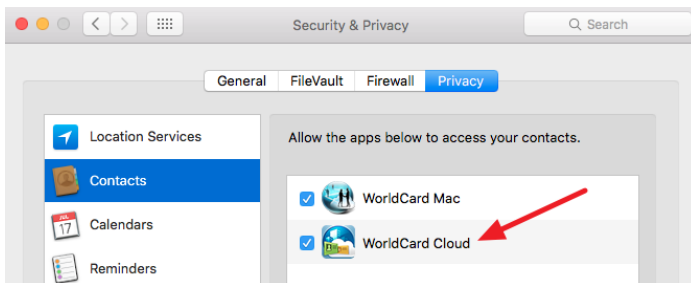 Security & Privacy
Search
General FileVault Firewall Privacy
Location Services
Contacts
JUL
17
Calendars
Reminders
Allow the apps below to access your contacts.
WorldCard Mac
WorldCard Cloud